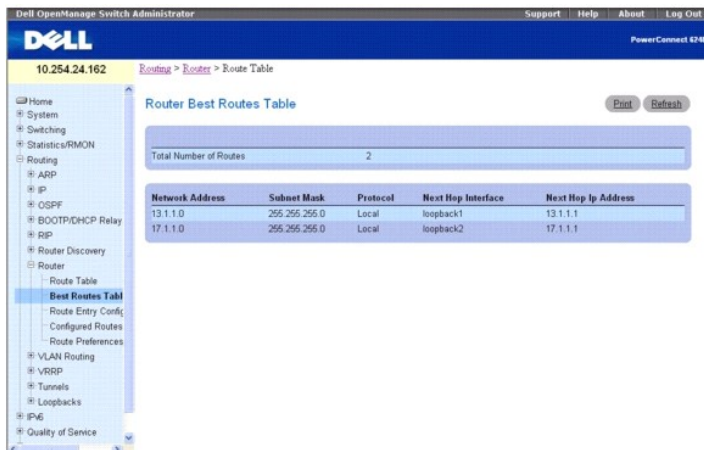 Dell OpenManage Switch Administrator Support Help About Log Out
DELL
PowerConnect 6248
10.254.24.162
Routing > Router > Route Table
Home
System
Switching
Statistics/RMON
Routing
ARP
IP
OSPF
BOOTP/DHCP Relay
RIP
Router Discovery
Router
Route Table
Best Routes Tabl
Route Entry Config
Configured Routes
Route Preferences
VLAN Routing
VRRP
Tunnels
Loopbacks
IPv6
Quality of Service
Router Best Routes Table
Print Refresh
Total Number of Routes 2
Network Address Subnet Mask Protocol Next Hop Interface Next Hop Ip Address
13.1.1.0 255.255.255.0 Local loopback1 13.1.1.1
17.1.1.0 255.255.255.0 Local loopback2 17.1.1.1